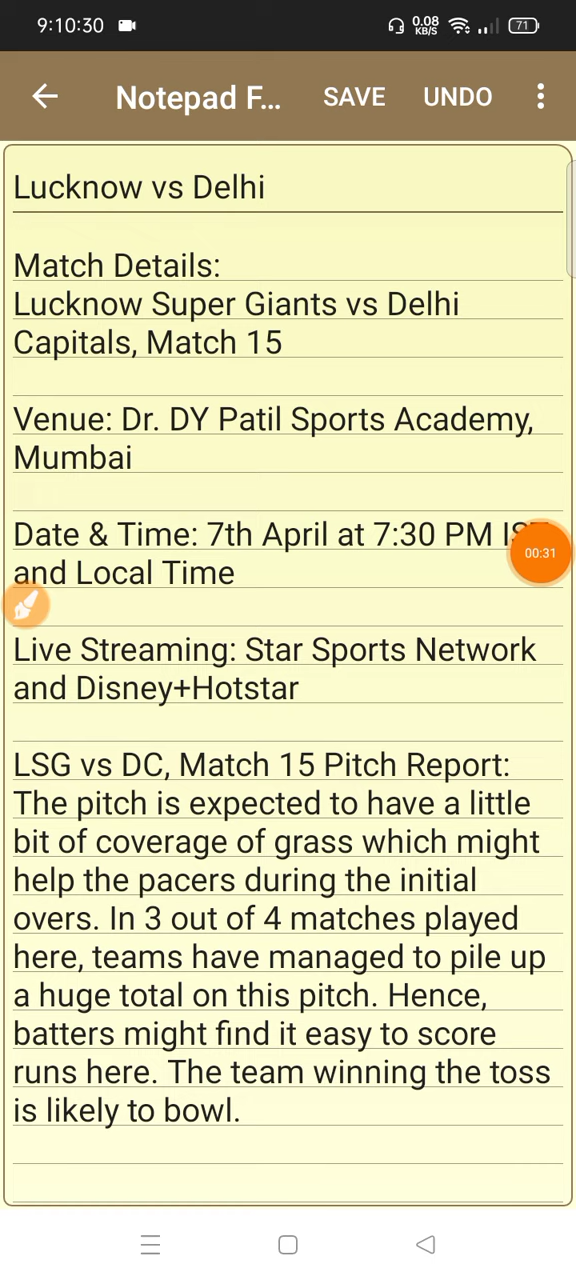 9:10:30
0.08
KB/S
71
Notepad F...
SAVE
UNDO
Lucknow vs Delhi
Match Details:
Lucknow Super Giants vs Delhi
Capitals, Match 15
Venue: Dr. DY Patil Sports Academy,
Mumbai
Date & Time: 7th April at 7:30 PM IST
00:31
and Local Time
Live Streaming: Star Sports Network
and Disney+Hotstar
LSG vs DC, Match 15 Pitch Report:
The pitch is expected to have a little
bit of coverage of grass which might
help the pacers during the initial
overs. In 3 out of 4 matches played
here, teams have managed to pile up
a huge total on this pitch. Hence,
batters might find it easy to score
runs here. The team winning the toss
is likely to bowl.